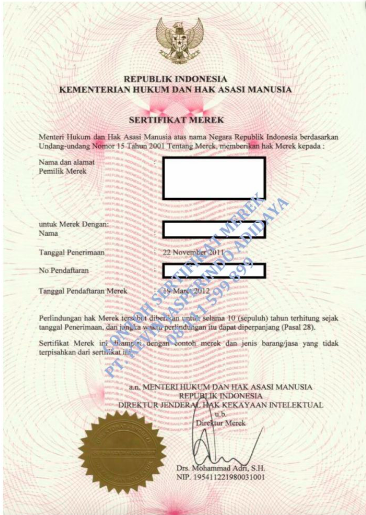 REPUBLIK INDONESIA
KEMENTERIAN HUKUM DAN HAK ASASI MANUSIA
SERTIFIKAT MEREK
Menteri Hukum dan Hak Asasi Manusia atas nama Negara Republik Indonesia berdasarkan
Undang-undang Nomor 15 Tahun 2001 Tentang Merek, memberikan hak Merek kepada :
Nama dan alamat
Pemilik Merek
untuk Merek Dengan:
Nama
Tanggal Penerimaan : 22 November 2011
No Pendaftaran
Tanggal Pendaftaran Merek : 19 Maret 2012
Perlindungan hak Merek tersebut diberikan untuk selama 10 (sepuluh) tahun terhitung sejak
tanggal Penerimaan, dan jangka waktu perlindungan itu dapat diperpanjang (Pasal 28).
Sertifikat Merek ini dilampiri dengan contoh merek dan jenis barang/jasa yang tidak
terpisahkan dari sertifikat ini.
a.n. MENTERI HUKUM DAN HAK ASASI MANUSIA
REPUBLIK INDONESIA
DIREKTUR JENDERAL HAK KEKAYAAN INTELEKTUAL
u.b.
Direktur Merek
Drs. Mohammad Adri, S.H.
NIP. 195411221980031001
SERTIFIKAT MEREK
ADIDAYA